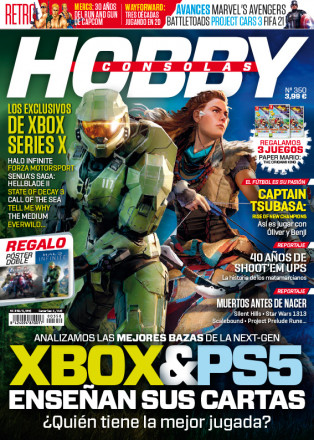 RETRO
MERCS: 30 AÑOS
DEL RUN AND GUN
DE CAPCOM
WAYFORWARD:
TRES DÉCADAS
JUGANDO EN 2D
AVANCES MARVEL'S AVENGERS
BATTLETOADS PROJECT CARS 3 FIFA 21
HOBBY
CONSOLAS
Nº 350
3,99 €
LOS EXCLUSIVOS
DE XBOX
SERIES X
HALO INFINITE
FORZA MOTORSPORT
SENUA'S SAGA:
HELLBLADE II
STATE OF DECAY 3
CALL OF THE SEA
TELL ME WHY
THE MEDIUM
EVERWILD...
REGALO
PÓSTER
DOBLE
REGALAMOS
3 JUEGOS
PAPER MARIO:
THE ORIGAMI KING
EL FÚTBOL ES SU PASIÓN
CAPTAIN
TSUBASA:
RISE OF NEW CHAMPIONS
Así es jugar con
Oliver y Benji
REPORTAJE
40 AÑOS DE
SHOOT'EM UPS
La historia de los matamarcianos
REPORTAJE
MUERTOS ANTES DE NACER
Silent Hills · Star Wars 1313
Scalebound · Project Prelude Rune...
ANALIZAMOS LAS MEJORES BAZAS DE LA NEXT-GEN
XBOX&PS5
ENSEÑAN SUS CARTAS
¿Quién tiene la mejor jugada?